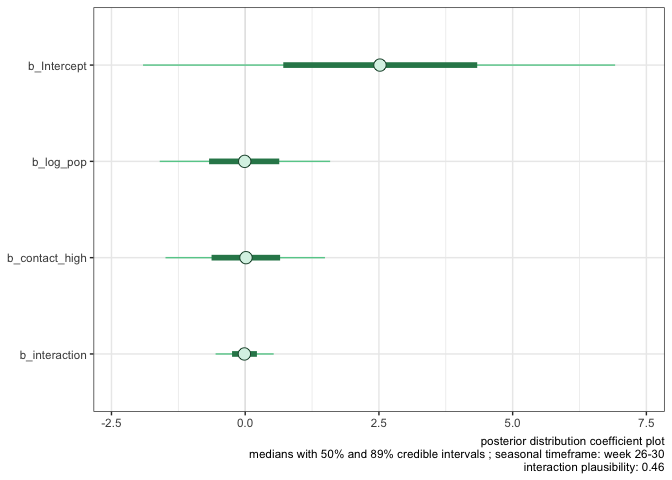 b_Intercept
b_log_pop
b_contact_high
b_interaction
-2.5 0.0 2.5 5.0 7.5
posterior distribution coefficient plot
medians with 50% and 89% credible intervals ; seasonal timeframe: week 26-30
interaction plausibility: 0.46